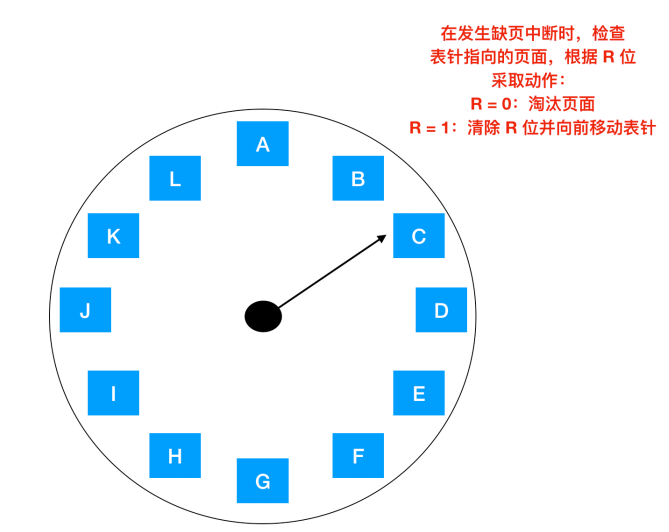 在发生缺页中断时，检查
表针指向的页面，根据 R 位
采取动作：
R = 0：淘汰页面
R = 1：清除 R 位并向前移动表针
A
L
B
K
C
J
D
I
E
H
F
G